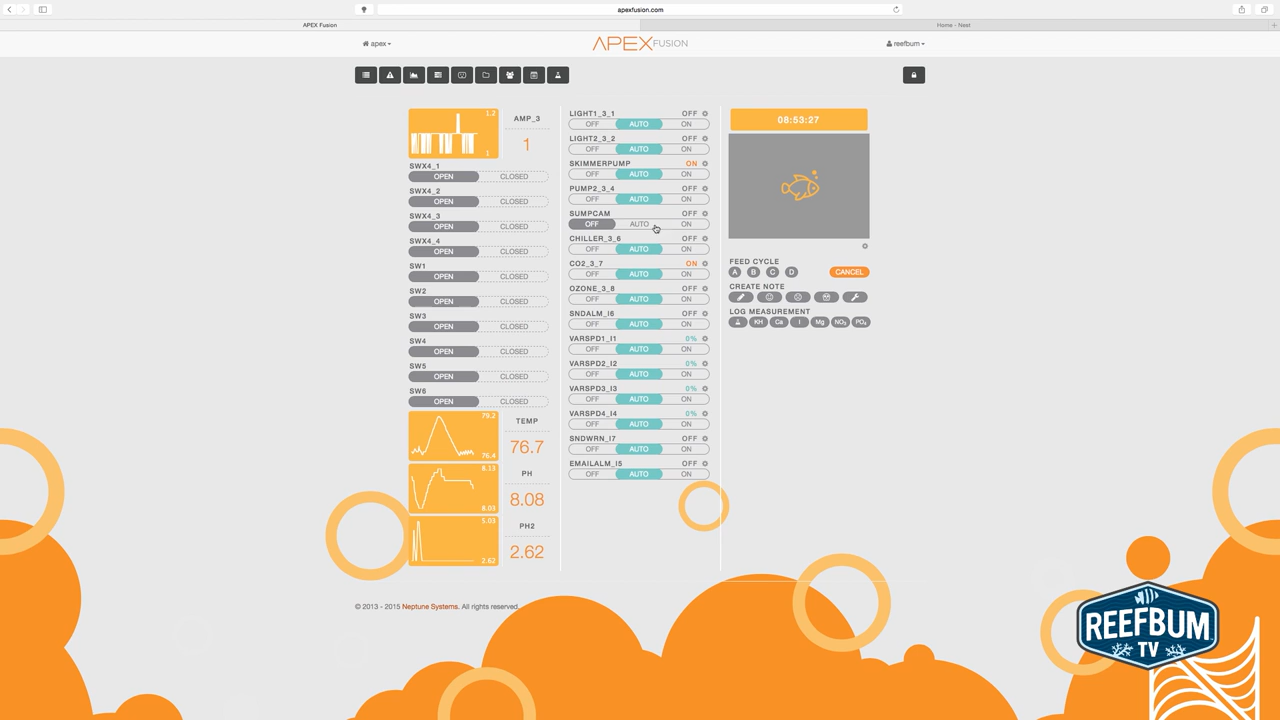 apexfusion.com
APEX Fusion
Home - Nest
apex
APEX FUSION
reefbum
1.2
1
AMP_3
1
SWX4_1
OPEN CLOSED
SWX4_2
OPEN CLOSED
SWX4_3
OPEN CLOSED
SWX4_4
OPEN CLOSED
SW1
OPEN CLOSED
SW2
OPEN CLOSED
SW3
OPEN CLOSED
SW4
OPEN CLOSED
SW5
OPEN CLOSED
SW6
OPEN CLOSED
79.2
76.4
TEMP
76.7
8.13
8.03
PH
8.08
5.03
2.62
PH2
2.62
LIGHT1_3_1 OFF
OFF AUTO ON
LIGHT2_3_2 OFF
OFF AUTO ON
SKIMMERPUMP ON
OFF AUTO ON
PUMP2_3_4 OFF
OFF AUTO ON
SUMPCAM OFF
OFF AUTO ON
CHILLER_3_6 OFF
OFF AUTO ON
CO2_3_7 ON
OFF AUTO ON
OZONE_3_8 OFF
OFF AUTO ON
SNDALM_I6 OFF
OFF AUTO ON
VARSPD1_I1 0%
OFF AUTO ON
VARSPD2_I2 0%
OFF AUTO ON
VARSPD3_I3 0%
OFF AUTO ON
VARSPD4_I4 0%
OFF AUTO ON
SNDWRN_I7 OFF
OFF AUTO ON
EMAILALM_I5 OFF
OFF AUTO ON
08:53:27
FEED CYCLE
A B C D CANCEL
CREATE NOTE
LOG MEASUREMENT
KH Ca I Mg NO₃ PO₄
© 2013 - 2015 Neptune Systems. All rights reserved
REEFBUM
TV